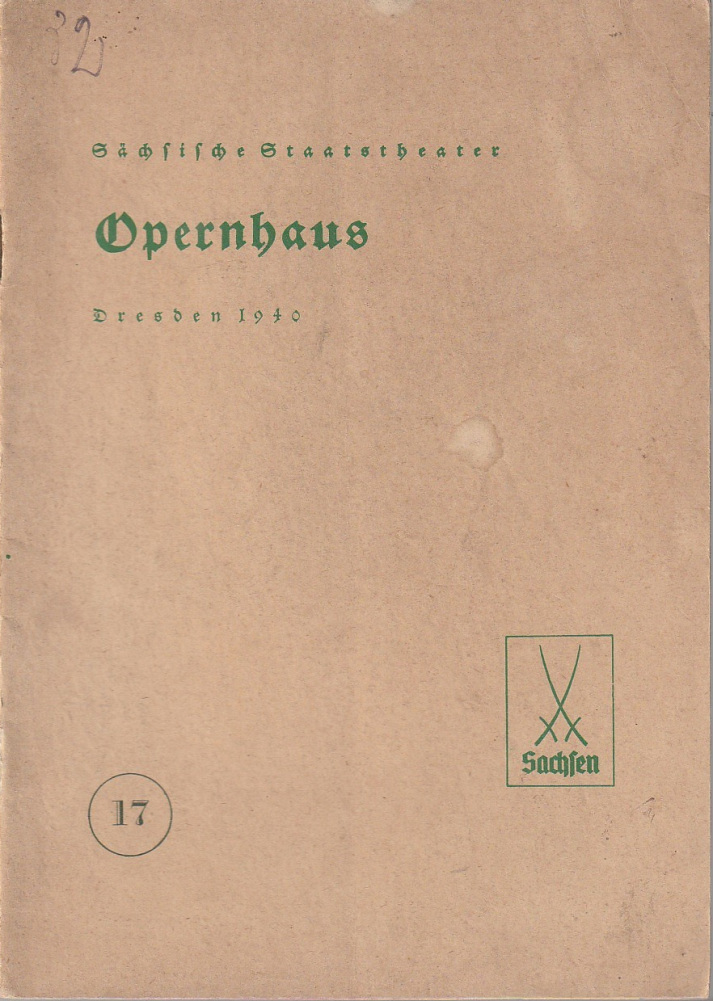 32
Sächſiſche Staatstheater
Opernhaus
Dresden 1940
Sachſen
17